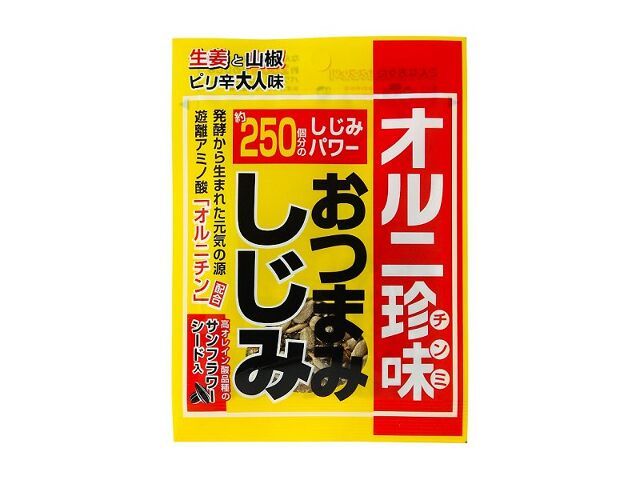 生姜と山椒
ピリ辛大人味
約250個分の
しじみ
パワー
オルニ珍味
チンミ
おつまみ
しじみ
発酵から生まれた元気の源
遊離アミノ酸「オルニチン」配合
高オレイン酸品種の
サンフラワー
シード入